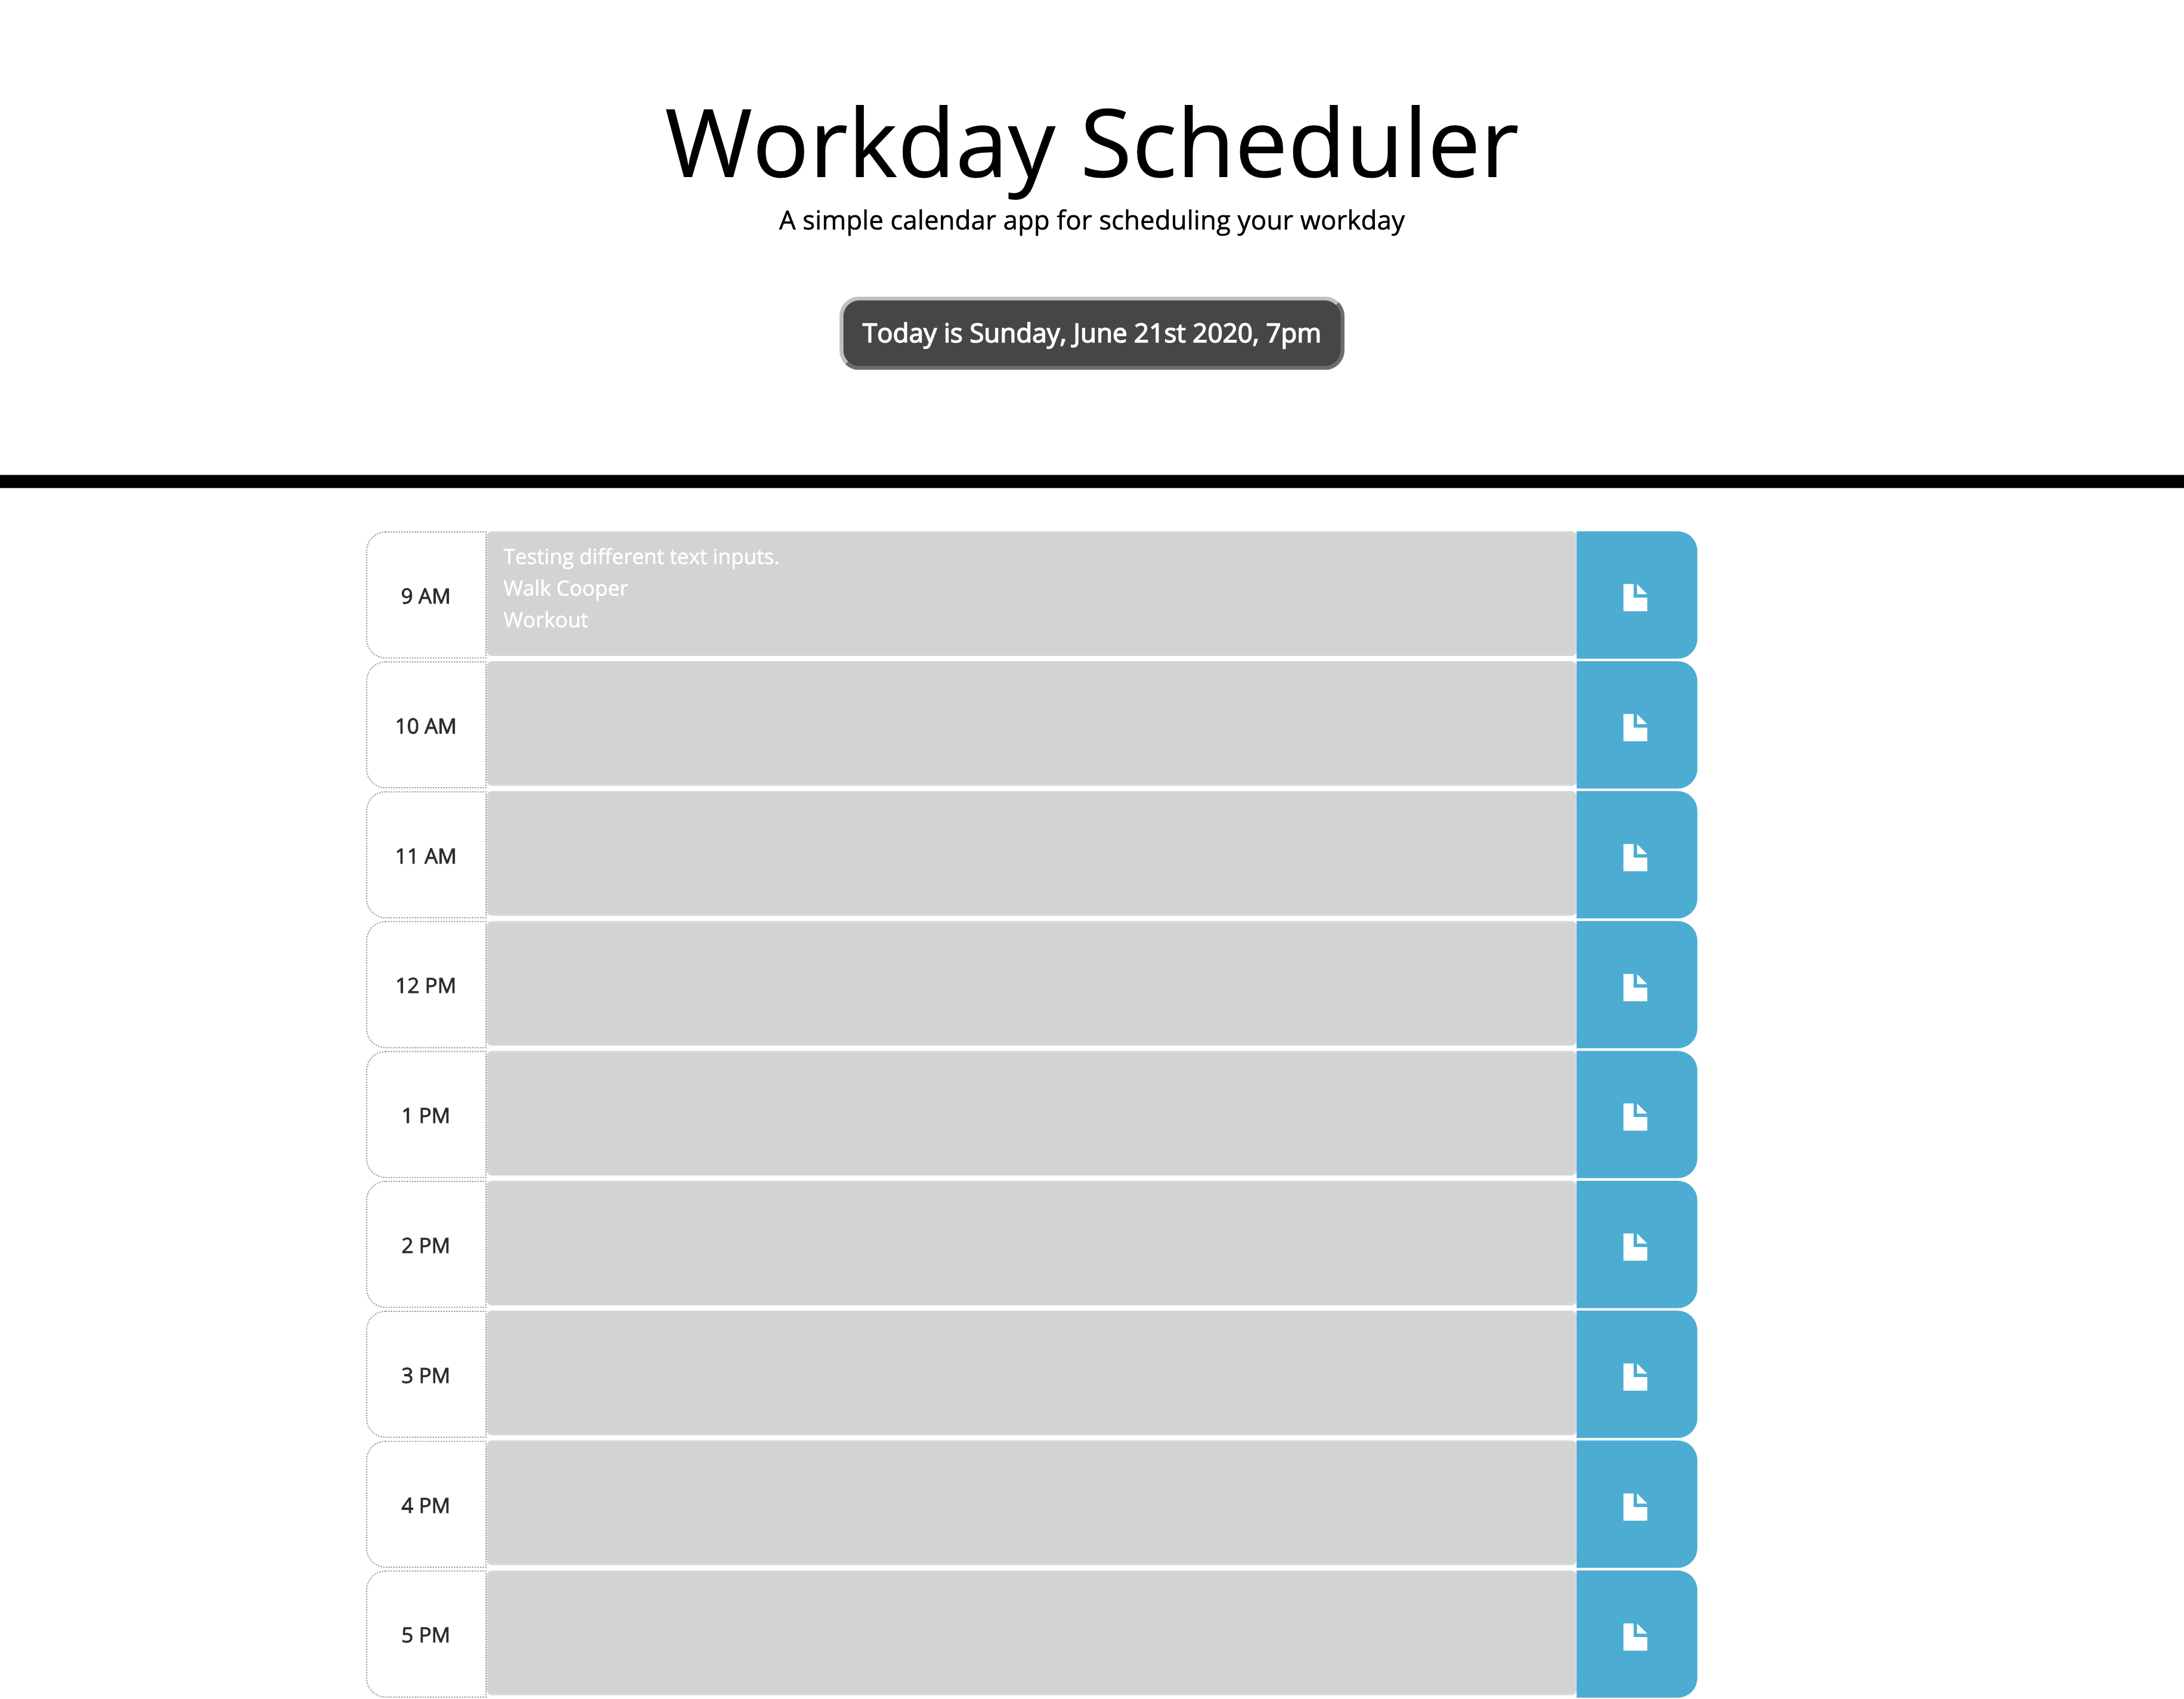 Workday Scheduler
A simple calendar app for scheduling your workday
Today is Sunday, June 21st 2020, 7pm
9 AM
Testing different text inputs.
Walk Cooper
Workout
10 AM
11 AM
12 PM
1 PM
2 PM
3 PM
4 PM
5 PM